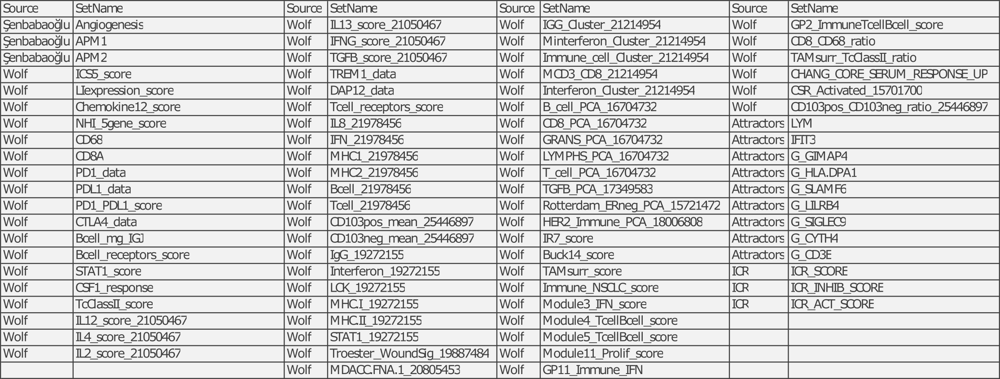 Source SetName Source SetName Source SetName Source SetName
Şenbabaoğlu Angiogenesis Wolf IL13_score_21050467 Wolf IGG_Cluster_21214954 Wolf GP2_ImmuneTcellBcell_score
Şenbabaoğlu APM1 Wolf IFNG_score_21050467 Wolf Minterferon_Cluster_21214954 Wolf CD8_CD68_ratio
Şenbabaoğlu APM2 Wolf TGFB_score_21050467 Wolf Immune_cell_Cluster_21214954 Wolf TAMsurr_TcClassII_ratio
Wolf ICS5_score Wolf TREM1_data Wolf MCD3_CD8_21214954 Wolf CHANG_CORE_SERUM_RESPONSE_UP
Wolf LIexpression_score Wolf DAP12_data Wolf Interferon_Cluster_21214954 Wolf CSR_Activated_15701700
Wolf Chemokine12_score Wolf Tcell_receptors_score Wolf B_cell_PCA_16704732 Wolf CD103pos_CD103neg_ratio_25446897
Wolf NHI_5gene_score Wolf IL8_21978456 Wolf CD8_PCA_16704732 Attractors LYM
Wolf CD68 Wolf IFN_21978456 Wolf GRANS_PCA_16704732 Attractors IFIT3
Wolf CD8A Wolf MHC1_21978456 Wolf LYMPHS_PCA_16704732 Attractors G_GIMAP4
Wolf PD1_data Wolf MHC2_21978456 Wolf T_cell_PCA_16704732 Attractors G_HLA.DPA1
Wolf PDL1_data Wolf Bcell_21978456 Wolf TGFB_PCA_17349583 Attractors G_SLAMF6
Wolf PD1_PDL1_score Wolf Tcell_21978456 Wolf Rotterdam_ERneg_PCA_15721472 Attractors G_LILRB4
Wolf CTLA4_data Wolf CD103pos_mean_25446897 Wolf HER2_Immune_PCA_18006808 Attractors G_SIGLEC9
Wolf Bcell_mg_IGJ Wolf CD103neg_mean_25446897 Wolf IR7_score Attractors G_CYTH4
Wolf Bcell_receptors_score Wolf IgG_19272155 Wolf Buck14_score Attractors G_CD3E
Wolf STAT1_score Wolf Interferon_19272155 Wolf TAMsurr_score ICR ICR_SCORE
Wolf CSF1_response Wolf LCK_19272155 Wolf Immune_NSCLC_score ICR ICR_INHIB_SCORE
Wolf TcClassII_score Wolf MHC.I_19272155 Wolf Module3_IFN_score ICR ICR_ACT_SCORE
Wolf IL12_score_21050467 Wolf MHC.II_19272155 Wolf Module4_TcellBcell_score
Wolf IL4_score_21050467 Wolf STAT1_19272155 Wolf Module5_TcellBcell_score
Wolf IL2_score_21050467 Wolf Troester_WoundSig_19887484 Wolf Module11_Prolif_score
Wolf MDACC.FNA.1_20805453 Wolf GP11_Immune_IFN